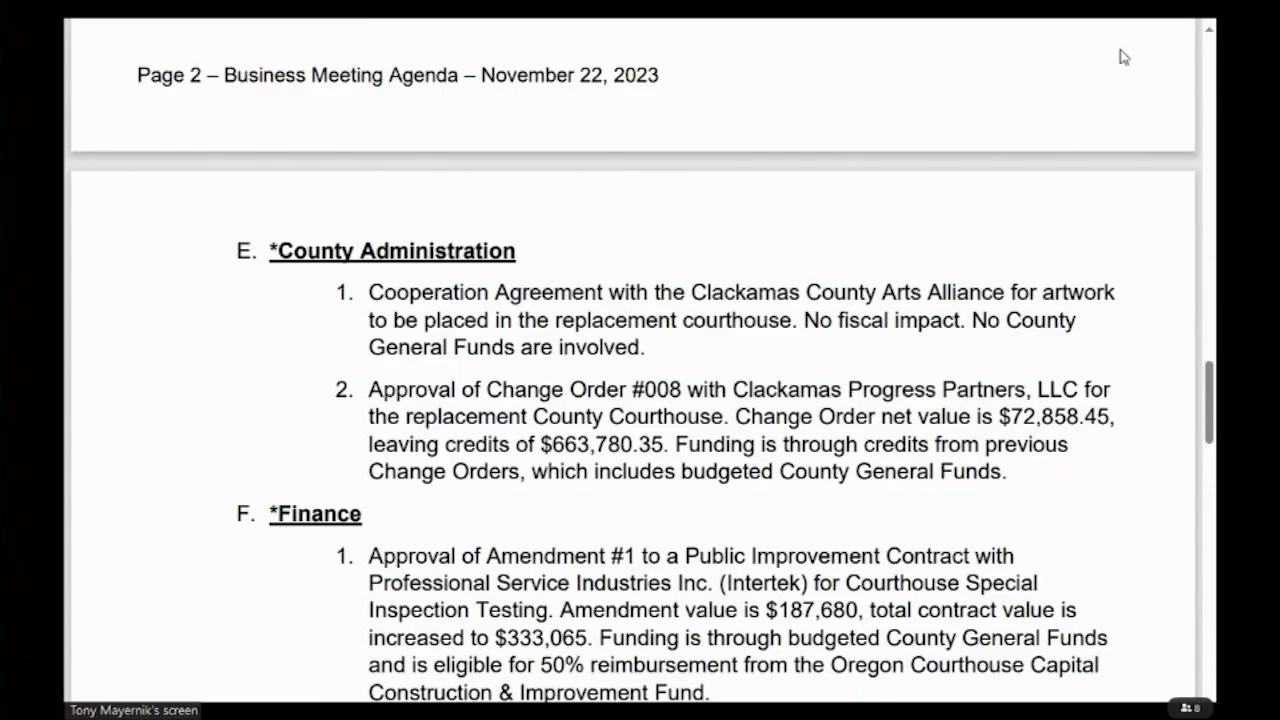 Page 2 – Business Meeting Agenda – November 22, 2023
E. *County Administration
1. Cooperation Agreement with the Clackamas County Arts Alliance for artwork
to be placed in the replacement courthouse. No fiscal impact. No County
General Funds are involved.
2. Approval of Change Order #008 with Clackamas Progress Partners, LLC for
the replacement County Courthouse. Change Order net value is $72,858.45,
leaving credits of $663,780.35. Funding is through credits from previous
Change Orders, which includes budgeted County General Funds.
F. *Finance
1. Approval of Amendment #1 to a Public Improvement Contract with
Professional Service Industries Inc. (Intertek) for Courthouse Special
Inspection Testing. Amendment value is $187,680, total contract value is
increased to $333,065. Funding is through budgeted County General Funds
and is eligible for 50% reimbursement from the Oregon Courthouse Capital
Construction & Improvement Fund.
Tony Mayernik's screen
8